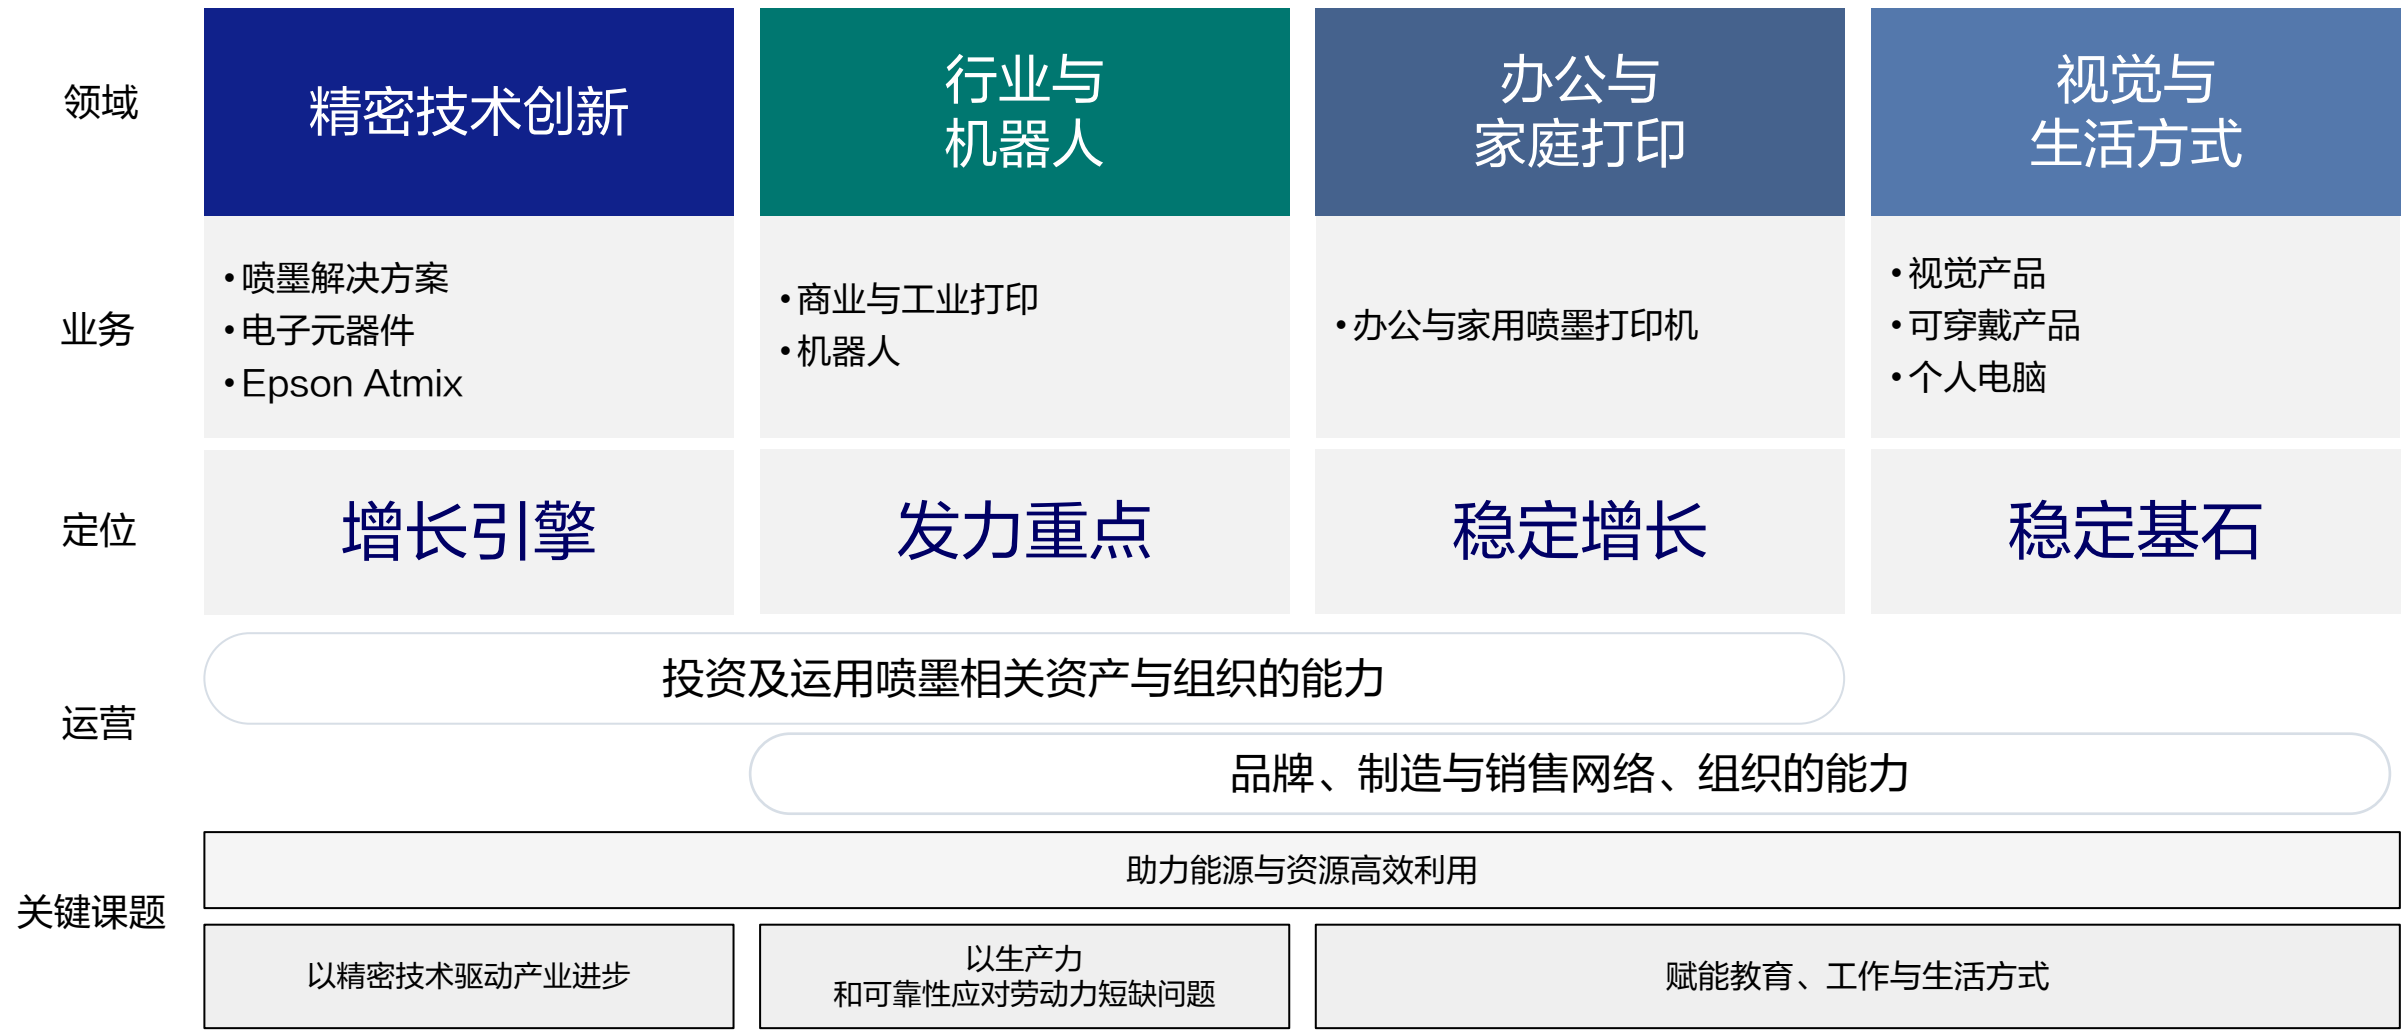 领域
精密技术创新
行业与
机器人
办公与
家庭打印
视觉与
生活方式
业务
•喷墨解决方案
•电子元器件
•Epson Atmix
•商业与工业打印
•机器人
•办公与家用喷墨打印机
•视觉产品
•可穿戴产品
•个人电脑
定位
增长引擎
发力重点
稳定增长
稳定基石
运营
投资及运用喷墨相关资产与组织的能力
品牌、制造与销售网络、组织的能力
关键课题
助力能源与资源高效利用
以精密技术驱动产业进步
以生产力
和可靠性应对劳动力短缺问题
赋能教育、工作与生活方式